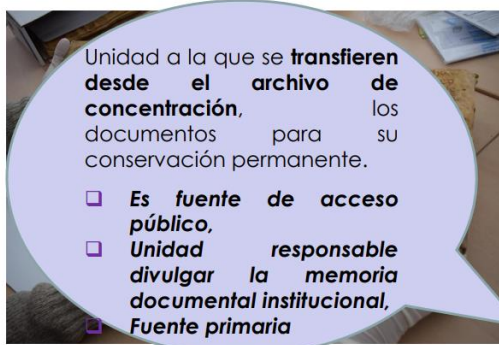 Unidad a la que se transfieren
desde el archivo de
concentración, los
documentos para su
conservación permanente.
Es fuente de acceso
público,
Unidad responsable
divulgar la memoria
documental institucional,
Fuente primaria